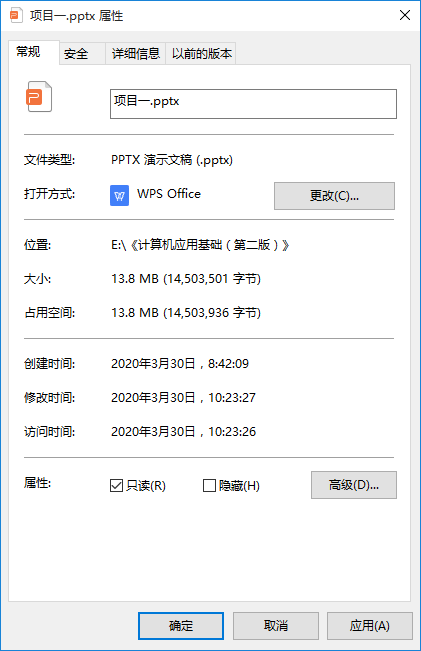 项目一.pptx 属性
常规 安全 详细信息 以前的版本
项目一.pptx
文件类型: PPTX 演示文稿 (.pptx)
打开方式: WPS Office 更改(C)...
位置: E:\《计算机应用基础（第二版）》
大小: 13.8 MB (14,503,501 字节)
占用空间: 13.8 MB (14,503,936 字节)
创建时间: 2020年3月30日，8:42:09
修改时间: 2020年3月30日，10:23:27
访问时间: 2020年3月30日，10:23:26
属性: 只读(R) 隐藏(H) 高级(D)...
确定 取消 应用(A)